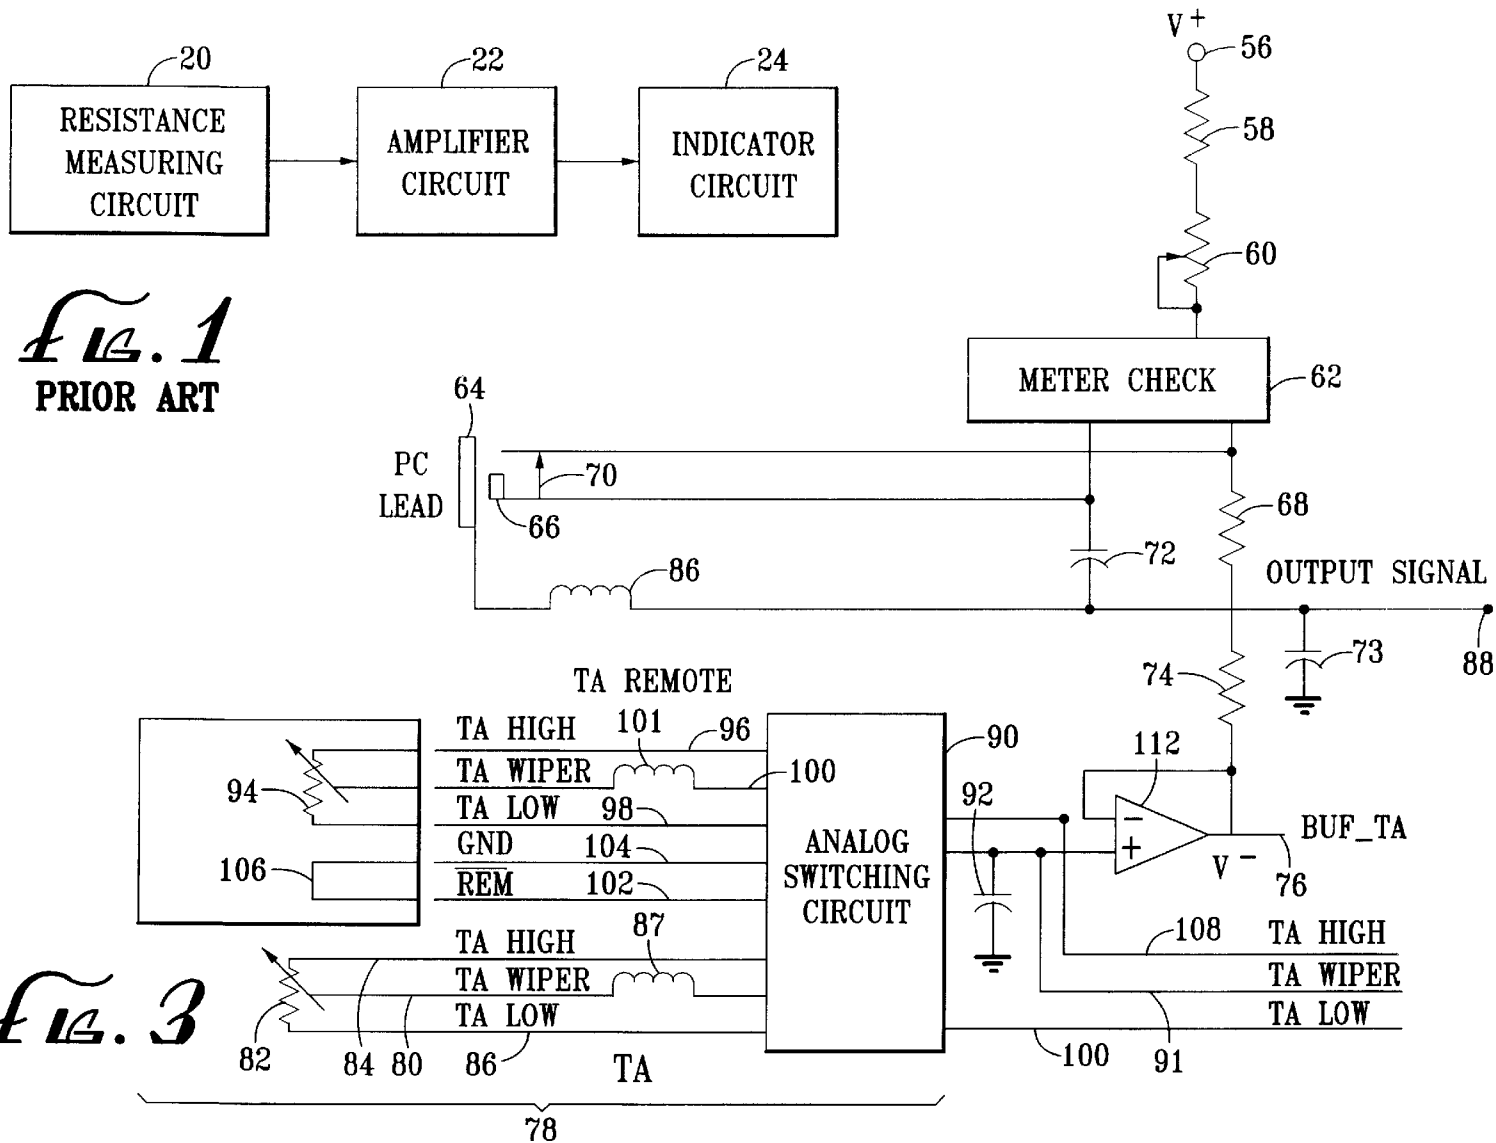 20
RESISTANCE
MEASURING
CIRCUIT
22
AMPLIFIER
CIRCUIT
24
INDICATOR
CIRCUIT
FIG. 1
PRIOR ART
V+
56
58
60
METER CHECK
62
64
PC
LEAD
70
66
68
72
86
OUTPUT SIGNAL
73
88
74
TA REMOTE
TA HIGH
101
96
90
TA WIPER
100
94
TA LOW
98
GND
104
106
REM
102
ANALOG
SWITCHING
CIRCUIT
92
112
−
+
V −
BUF_TA
76
87
TA HIGH
TA WIPER
TA LOW
82
84
80
86
TA
108
TA HIGH
TA WIPER
TA LOW
100
91
FIG. 3
78